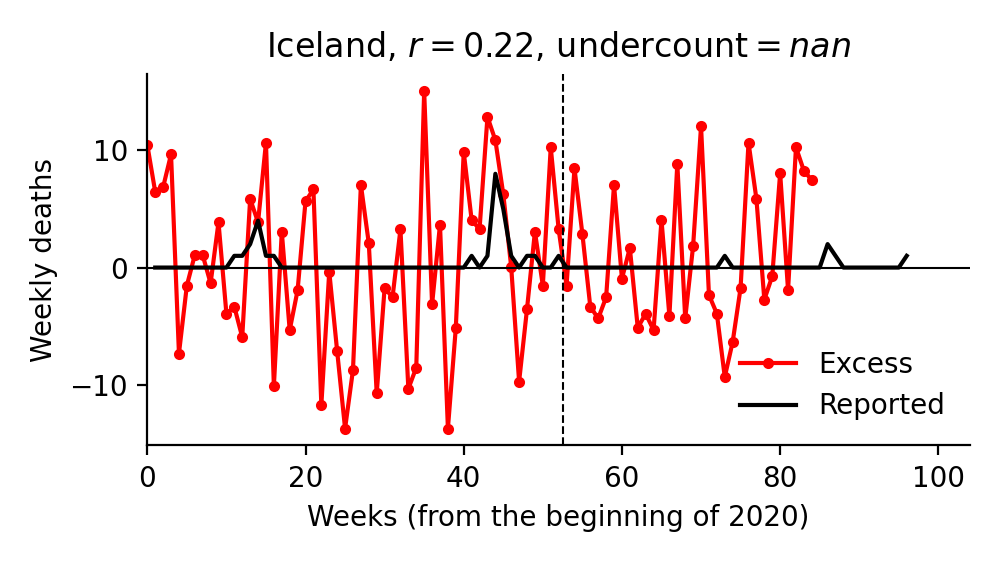 Iceland, r = 0.22, undercount = nan
Weekly deaths
10
0
−10
Excess
Reported
0 20 40 60 80 100
Weeks (from the beginning of 2020)